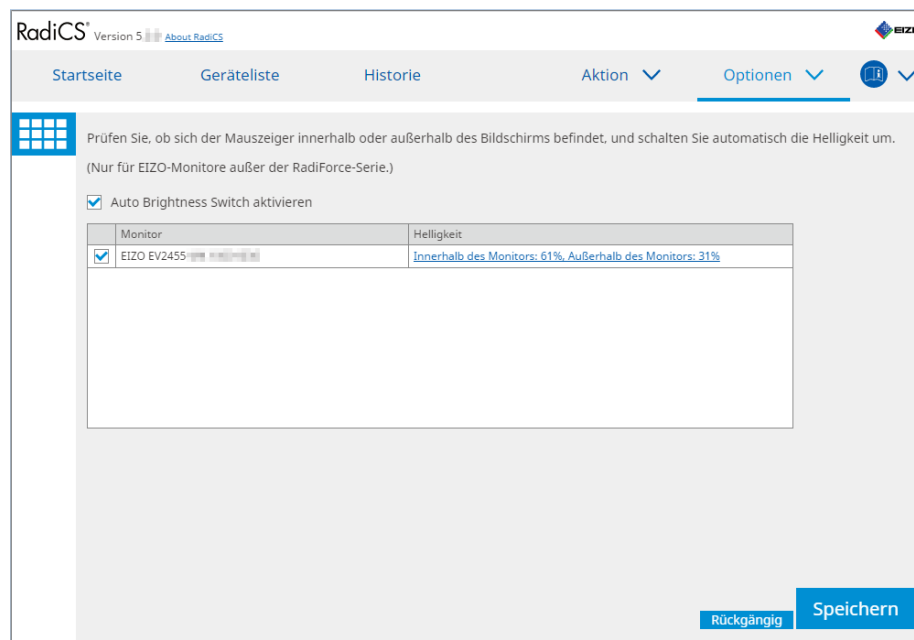 RadiCS® Version 5. About RadiCS
EIZO
Startseite Geräteliste Historie Aktion Optionen
Prüfen Sie, ob sich der Mauszeiger innerhalb oder außerhalb des Bildschirms befindet, und schalten Sie automatisch die Helligkeit um.
(Nur für EIZO-Monitore außer der RadiForce-Serie.)
Auto Brightness Switch aktivieren
Monitor Helligkeit
EIZO EV2455 Innerhalb des Monitors: 61%, Außerhalb des Monitors: 31%
Speichern
Rückgängig